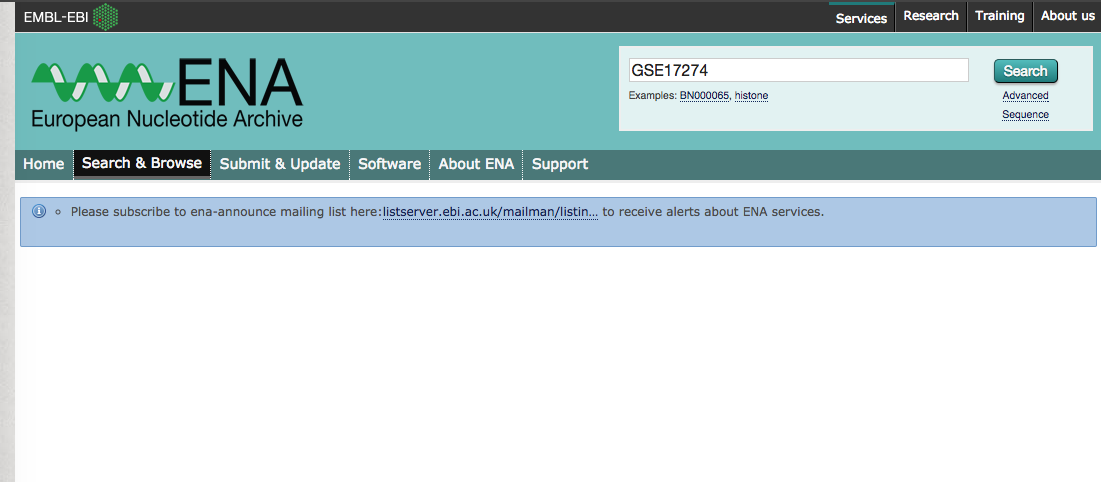 EMBL-EBI
Services
Research
Training
About us
ENA
European Nucleotide Archive
GSE17274
Search
Examples: BN000065, histone
Advanced
Sequence
Home
Search & Browse
Submit & Update
Software
About ENA
Support
Please subscribe to ena-announce mailing list here:listserver.ebi.ac.uk/mailman/listin... to receive alerts about ENA services.